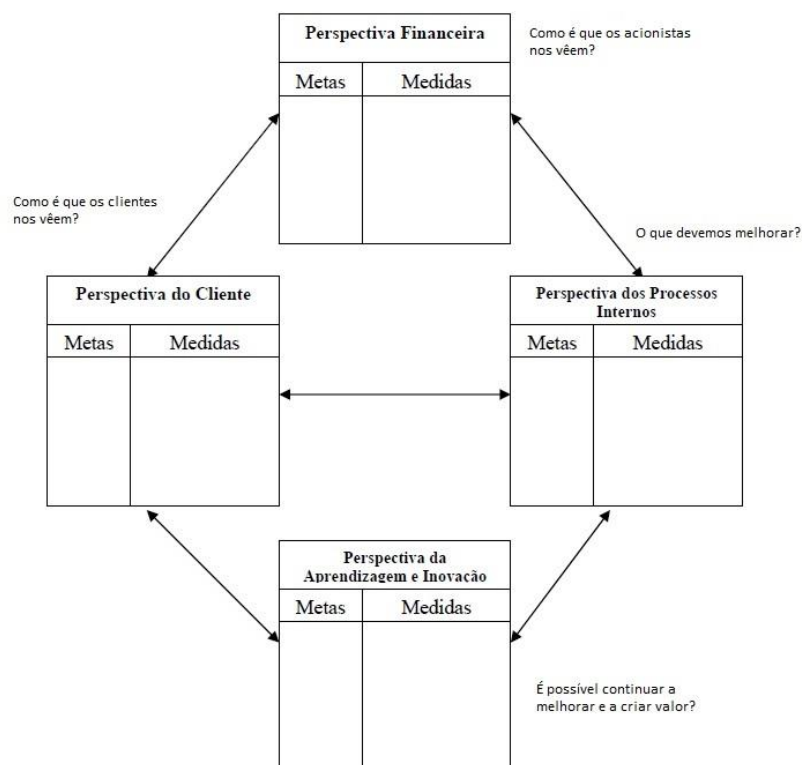 Perspectiva Financeira
Como é que os acionistas
nos vêem?
Metas Medidas
Como é que os clientes
nos vêem?
O que devemos melhorar?
Perspectiva do Cliente
Metas Medidas
Perspectiva dos Processos
Internos
Metas Medidas
Perspectiva da
Aprendizagem e Inovação
Metas Medidas
É possível continuar a
melhorar e a criar valor?